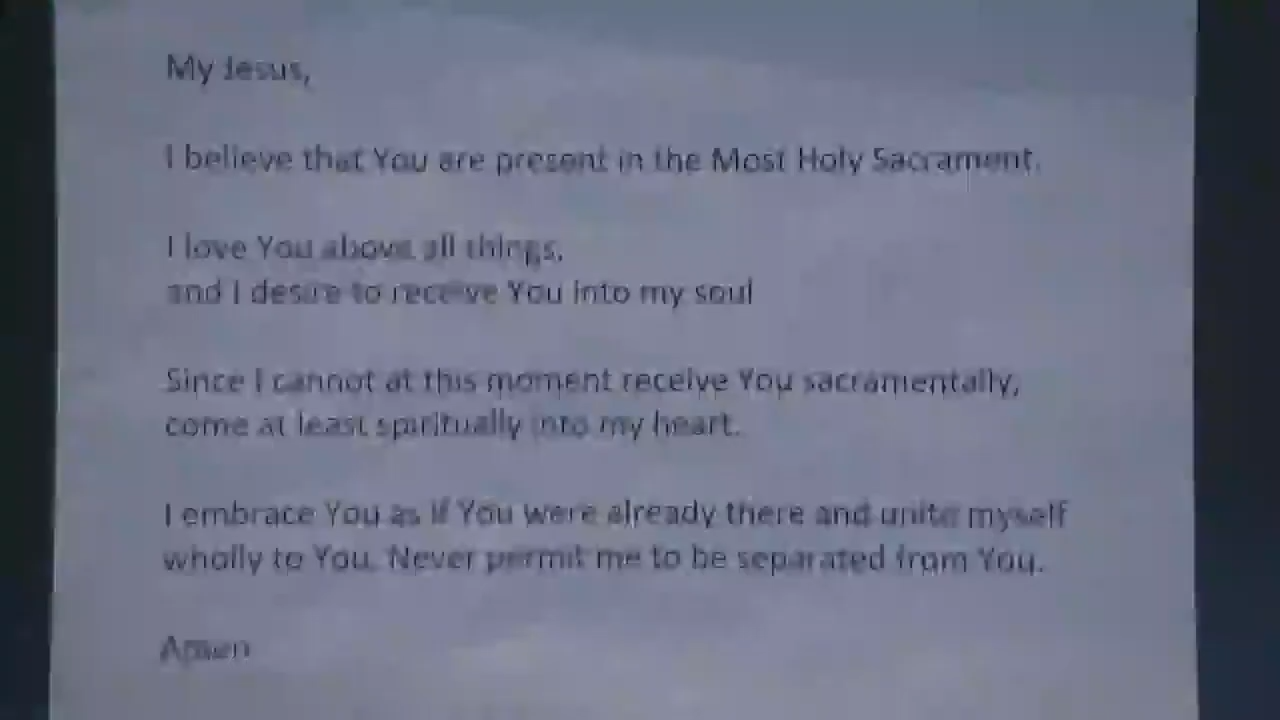 My Jesus,
I believe that You are present in the Most Holy Sacrament.
I love You above all things,
and I desire to receive You into my soul
Since I cannot at this moment receive You sacramentally,
come at least spiritually into my heart.
I embrace You as if You were already there and unite myself
wholly to You. Never permit me to be separated from You.
Amen